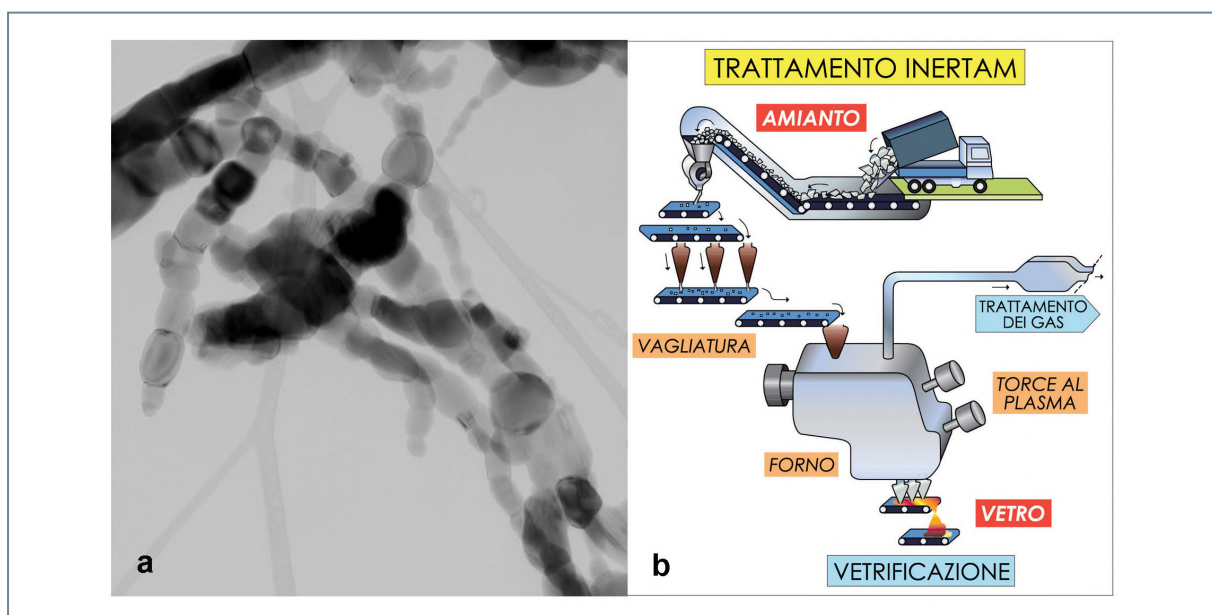 TRATTAMENTO INERTAM
AMIANTO
TRATTAMENTO
DEI GAS
VAGLIATURA
TORCE AL
PLASMA
FORNO
VETRO
VETRIFICAZIONE
a
b